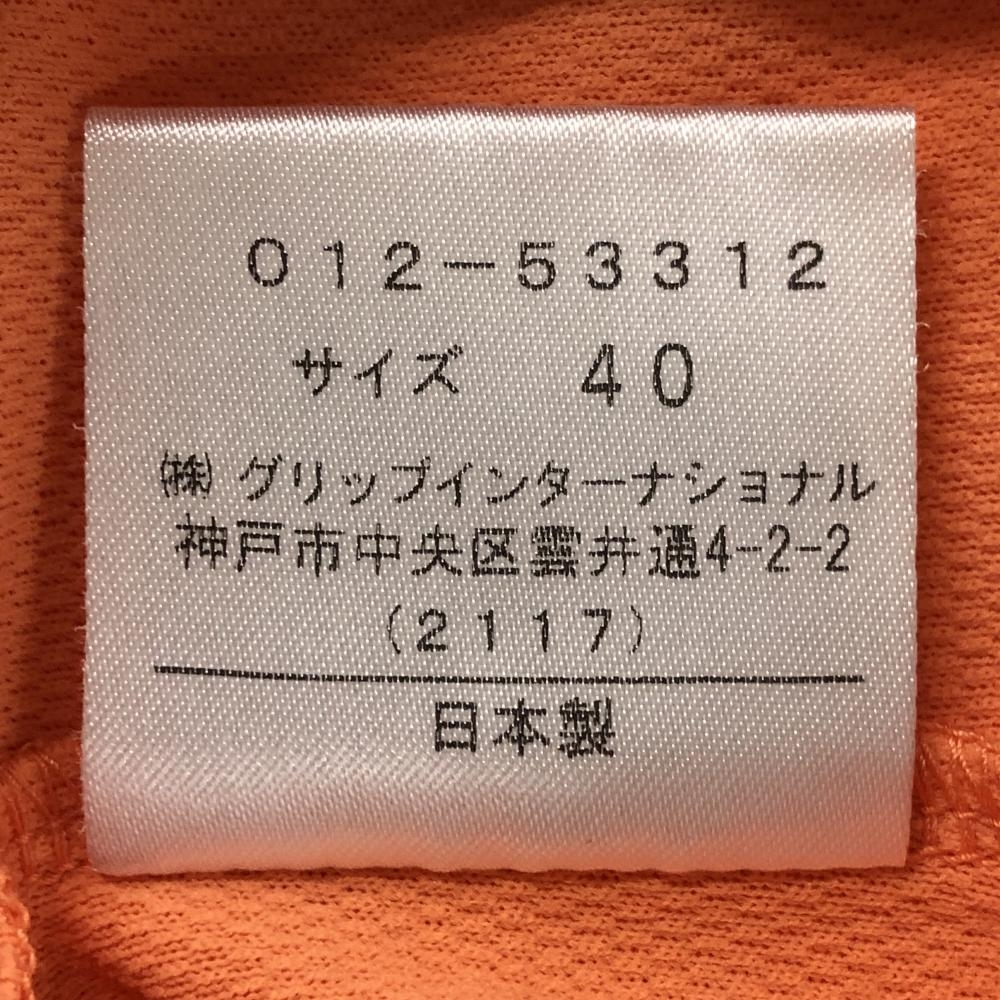 012-53312
サイズ 40
㈱ グリップインターナショナル
神戸市中央区雲井通4-2-2
(2117)
日本製